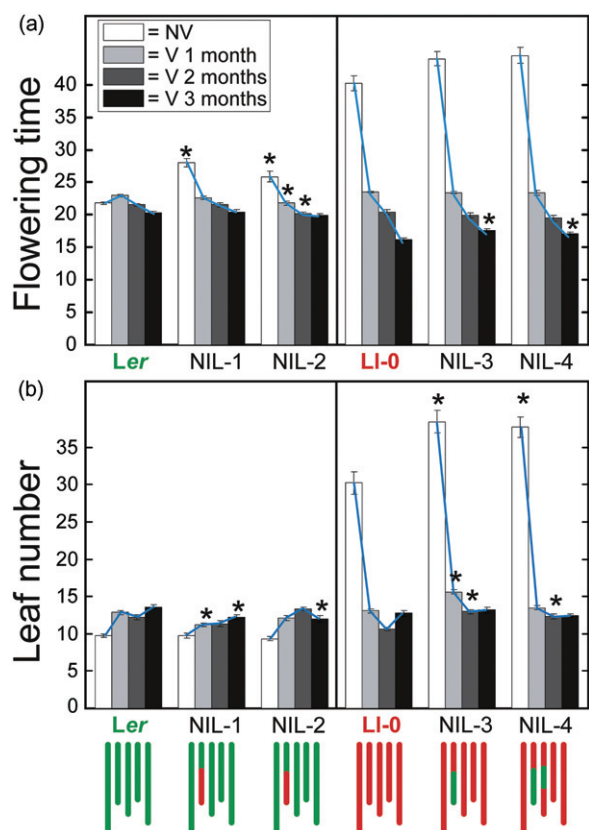 (a)
= NV
= V 1 month
= V 2 months
= V 3 months
Flowering time
40
35
30
25
20
15
10
5
0
* * * * * *
Ler NIL-1 NIL-2 Ll-0 NIL-3 NIL-4
(b)
Leaf number
35
30
25
20
15
10
5
0
* * * * * * * *
Ler NIL-1 NIL-2 Ll-0 NIL-3 NIL-4